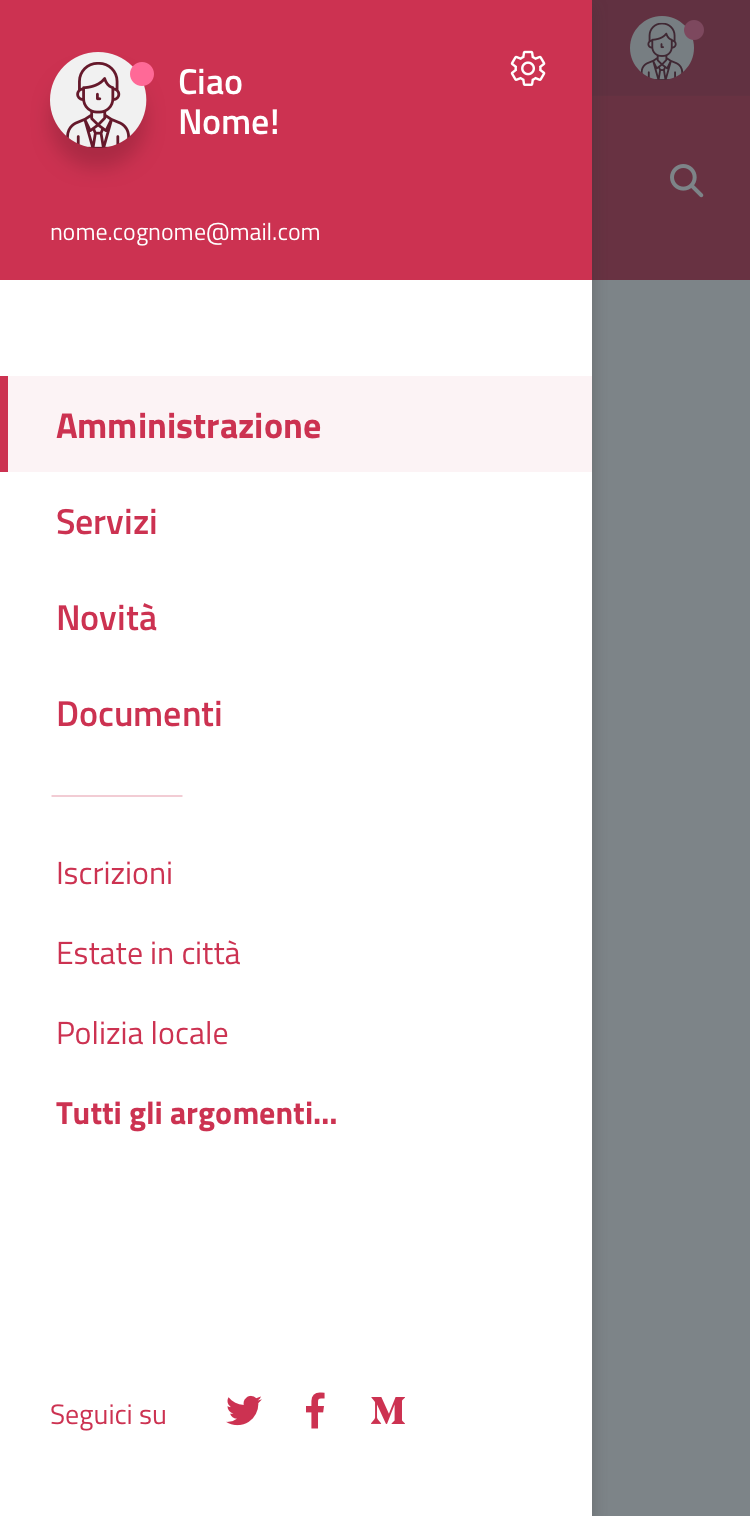 Ciao
Nome!
nome.cognome@mail.com
Amministrazione
Servizi
Novità
Documenti
Iscrizioni
Estate in città
Polizia locale
Tutti gli argomenti...
Seguici su